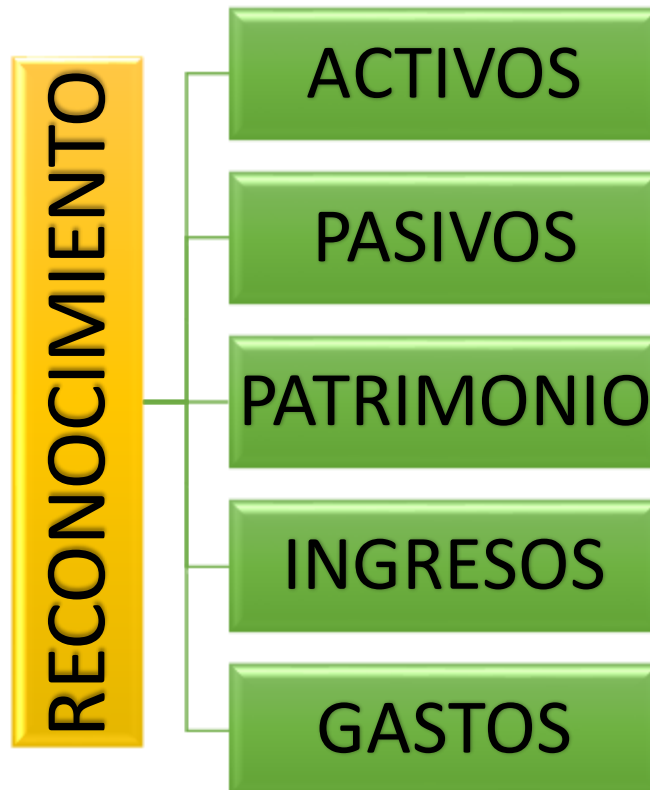 RECONOCIMIENTO
ACTIVOS
PASIVOS
PATRIMONIO
INGRESOS
GASTOS